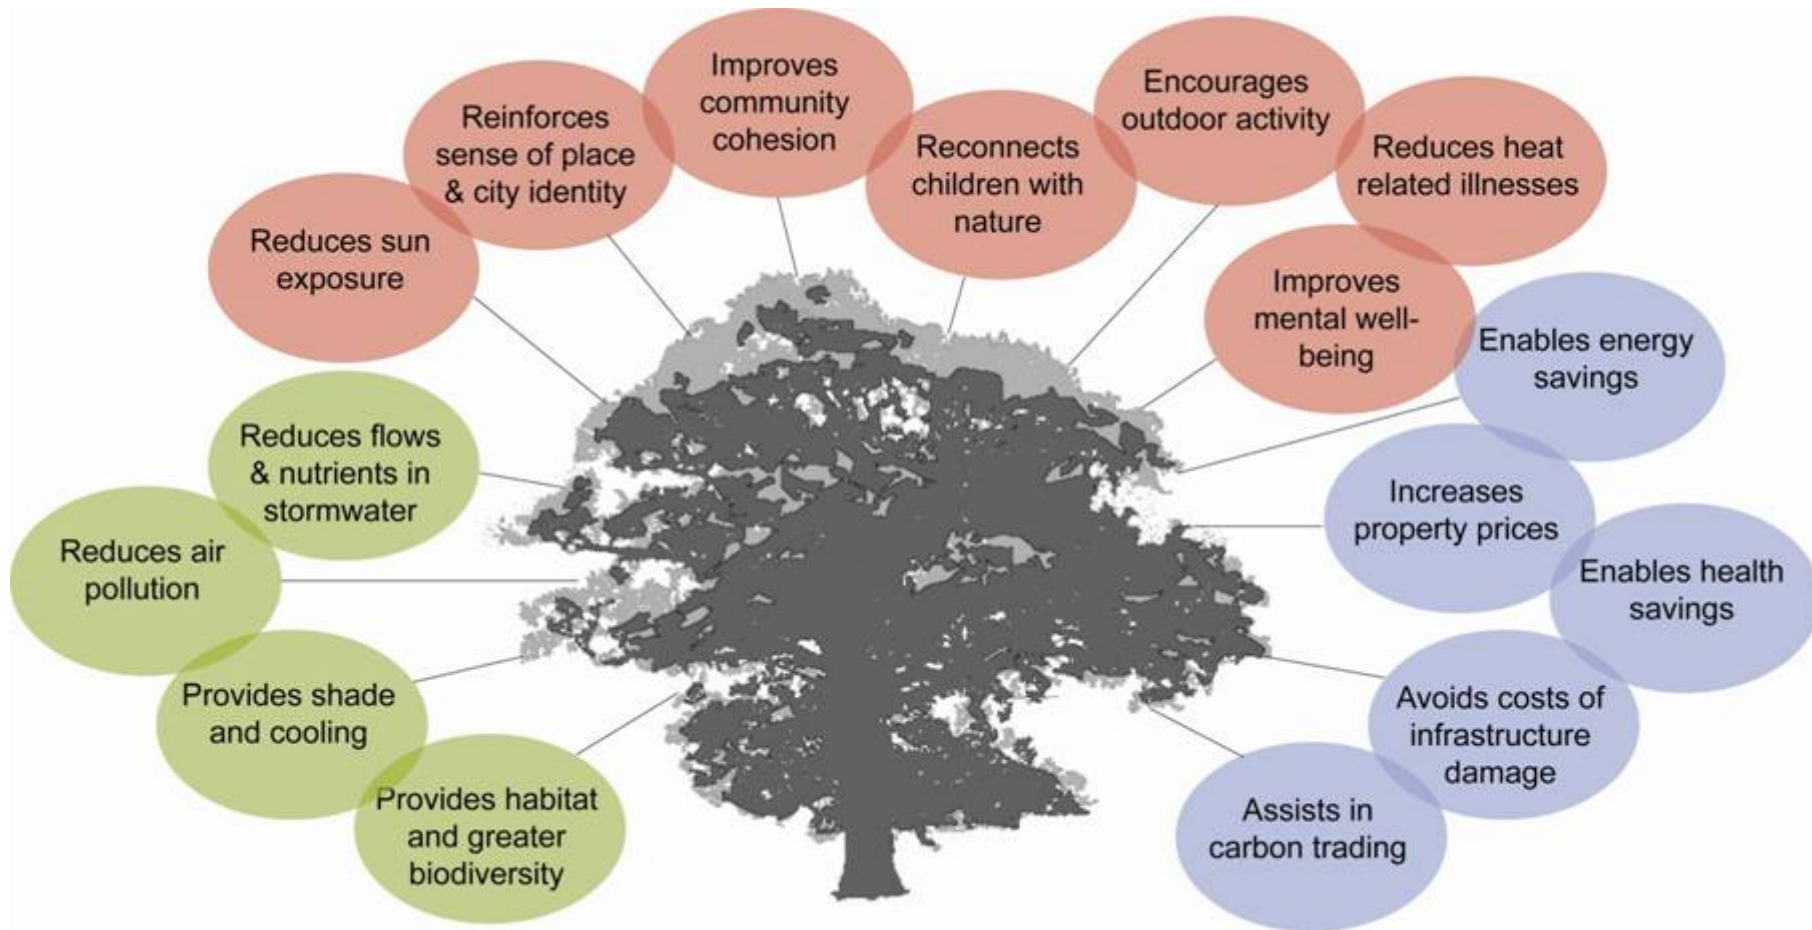 Improves
community
cohesion
Encourages
outdoor activity
Reinforces
sense of place
& city identity
Reconnects
children with
nature
Reduces heat
related illnesses
Reduces sun
exposure
Improves
mental well-
being
Enables energy
savings
Reduces flows
& nutrients in
stormwater
Increases
property prices
Reduces air
pollution
Enables health
savings
Provides shade
and cooling
Avoids costs of
infrastructure
damage
Provides habitat
and greater
biodiversity
Assists in
carbon trading